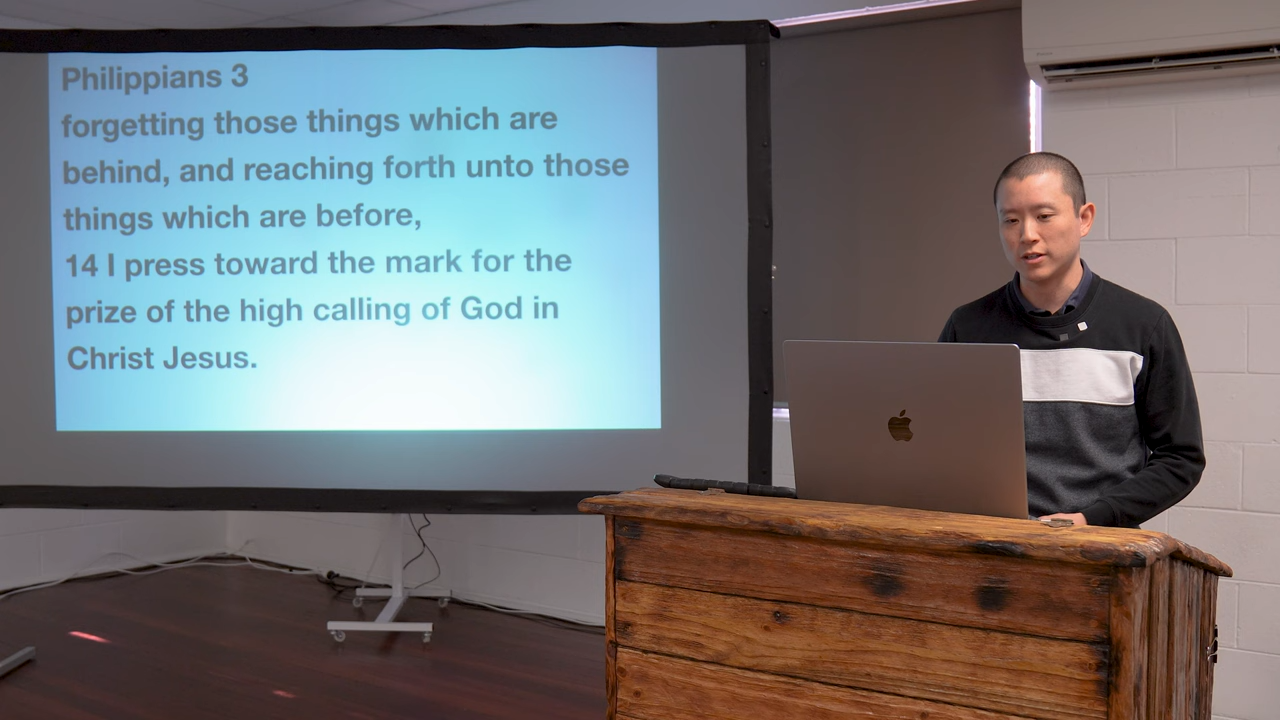 Philippians 3
forgetting those things which are
behind, and reaching forth unto those
things which are before,
14 I press toward the mark for the
prize of the high calling of God in
Christ Jesus.